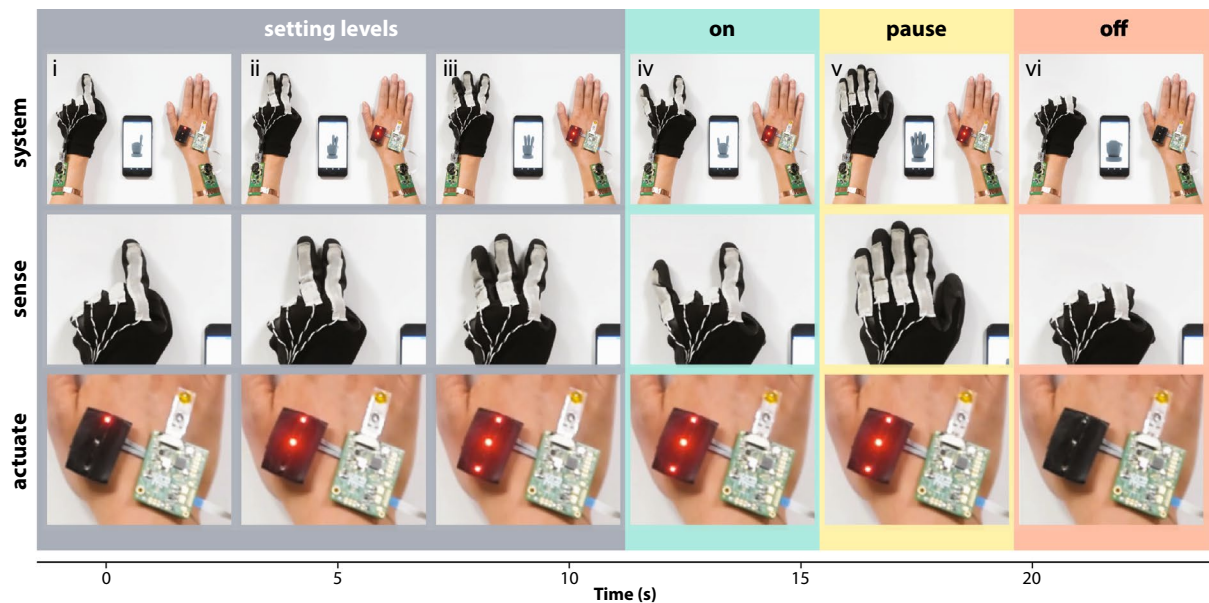 setting levels
on
pause
off
system
i
ii
iii
iv
v
vi
sense
actuate
0
5
10
15
20
Time (s)